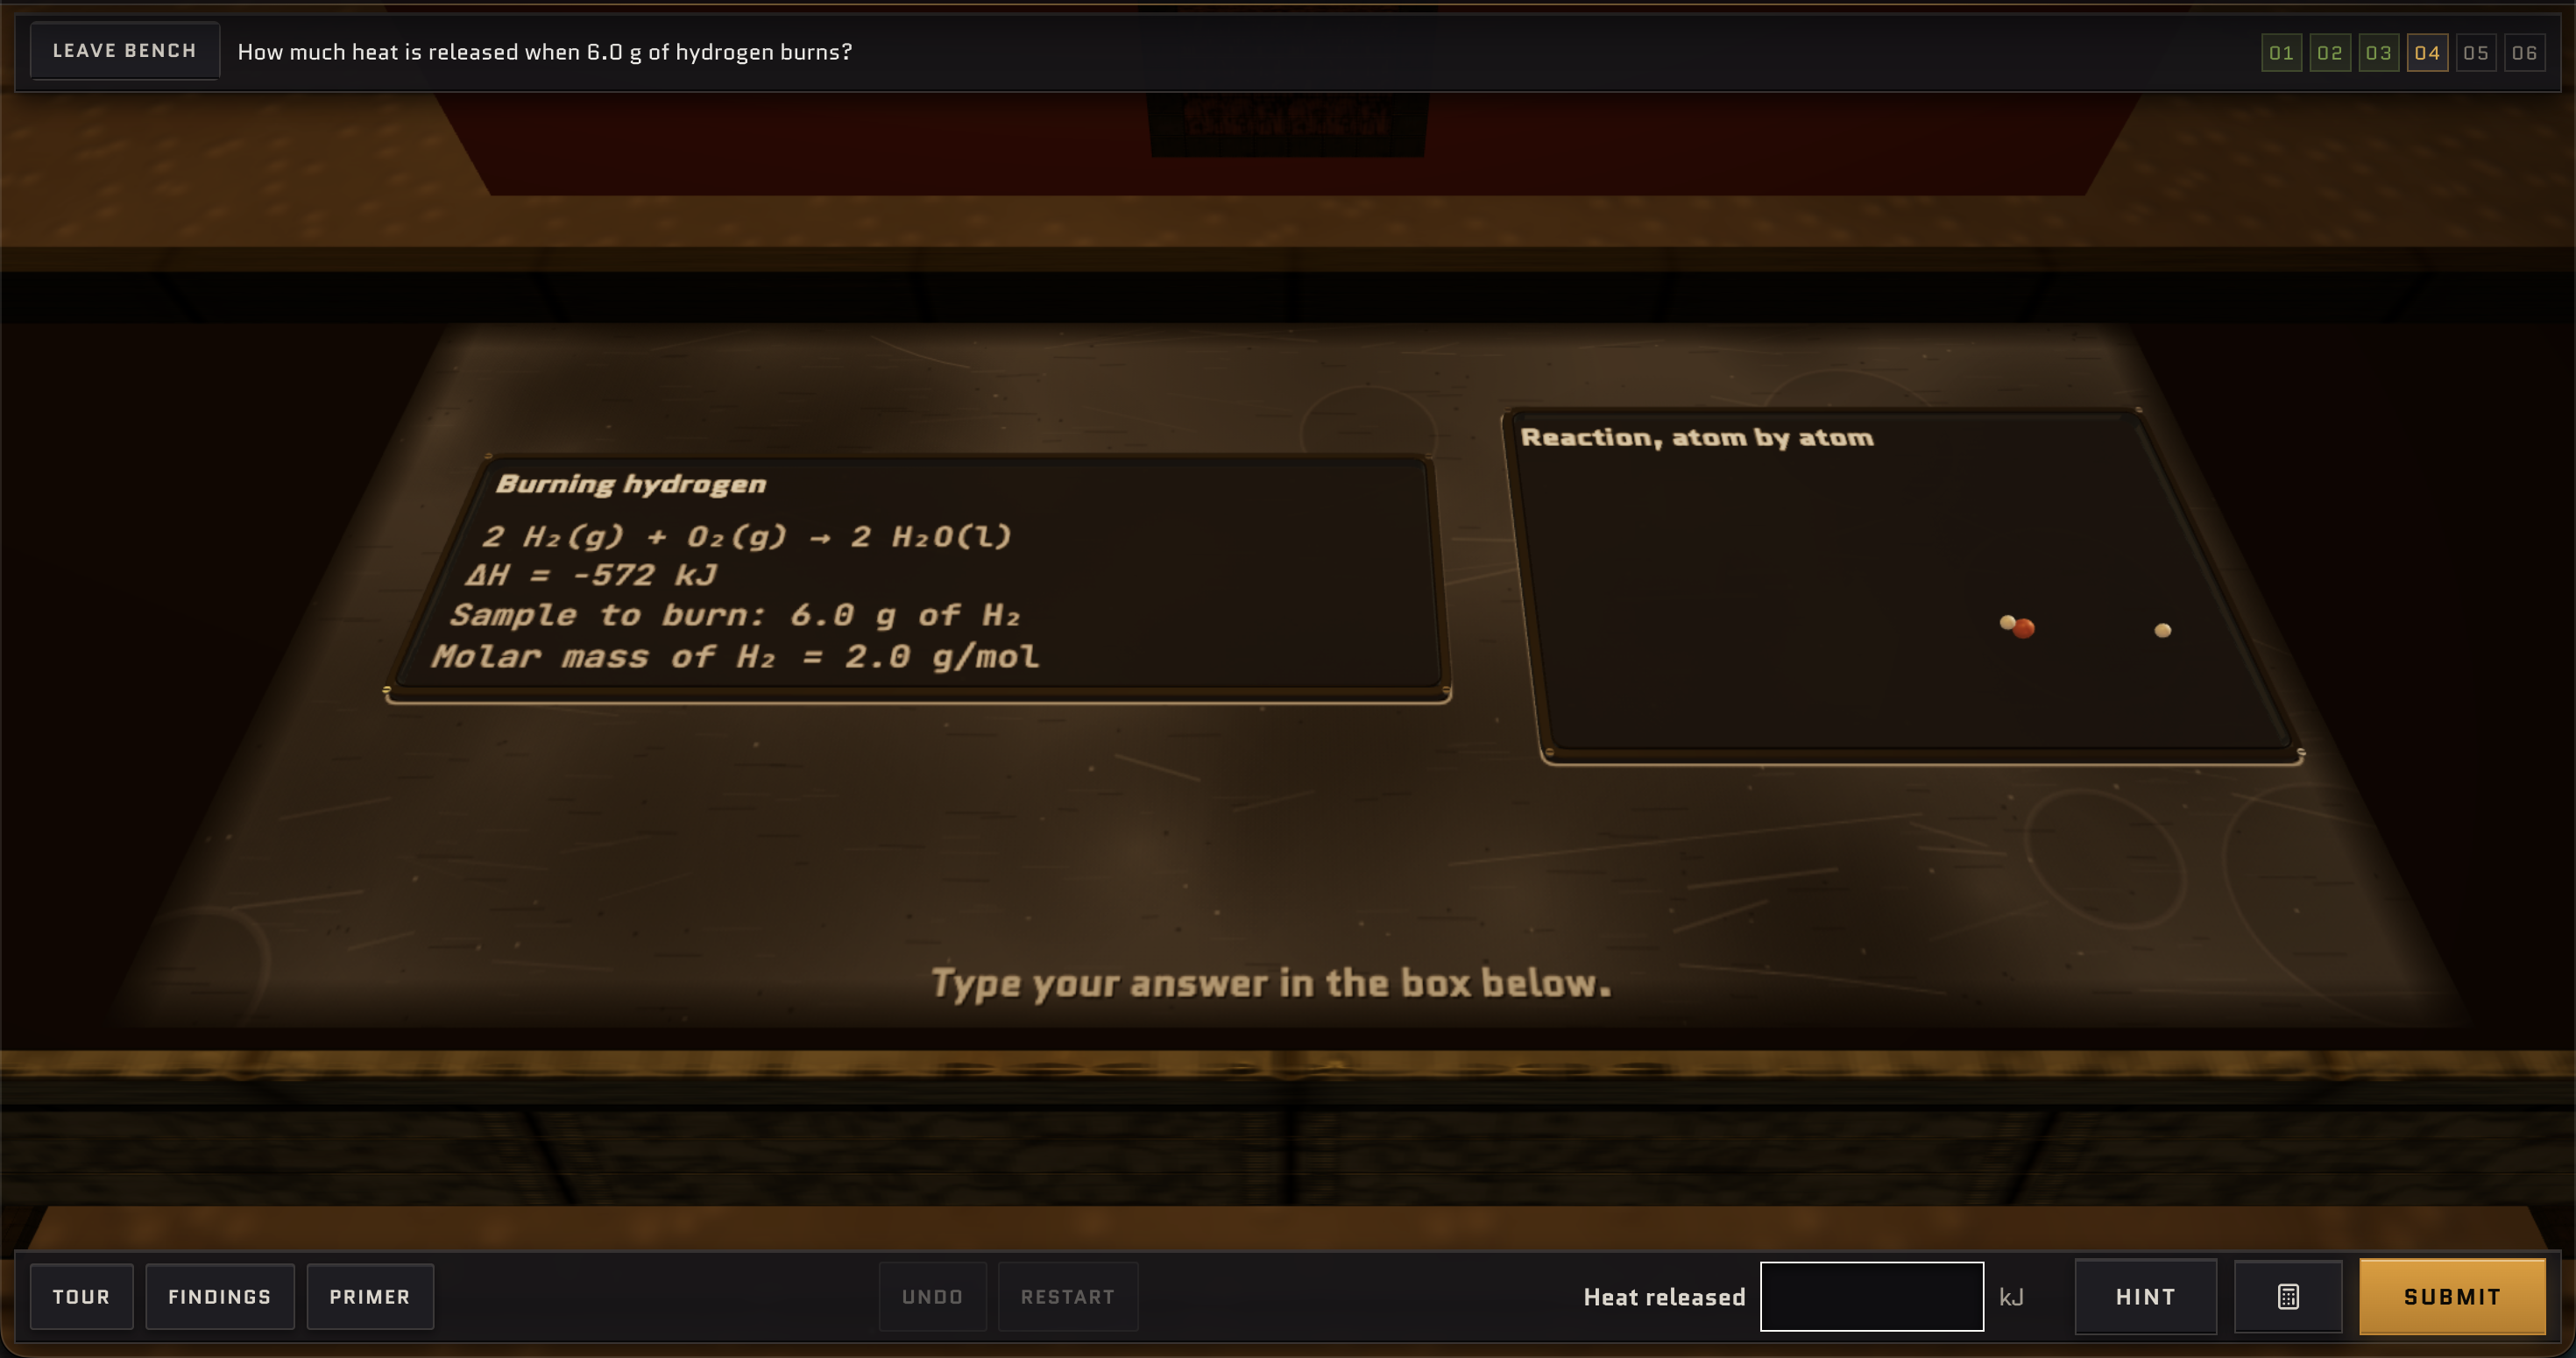 LEAVE BENCH
How much heat is released when 6.0 g of hydrogen burns?
01 02 03 04 05 06
Burning hydrogen
2 H₂(g) + O₂(g) → 2 H₂O(l)
ΔH = -572 kJ
Sample to burn: 6.0 g of H₂
Molar mass of H₂ = 2.0 g/mol
Reaction, atom by atom
Type your answer in the box below.
TOUR FINDINGS PRIMER UNDO RESTART Heat released kJ HINT SUBMIT